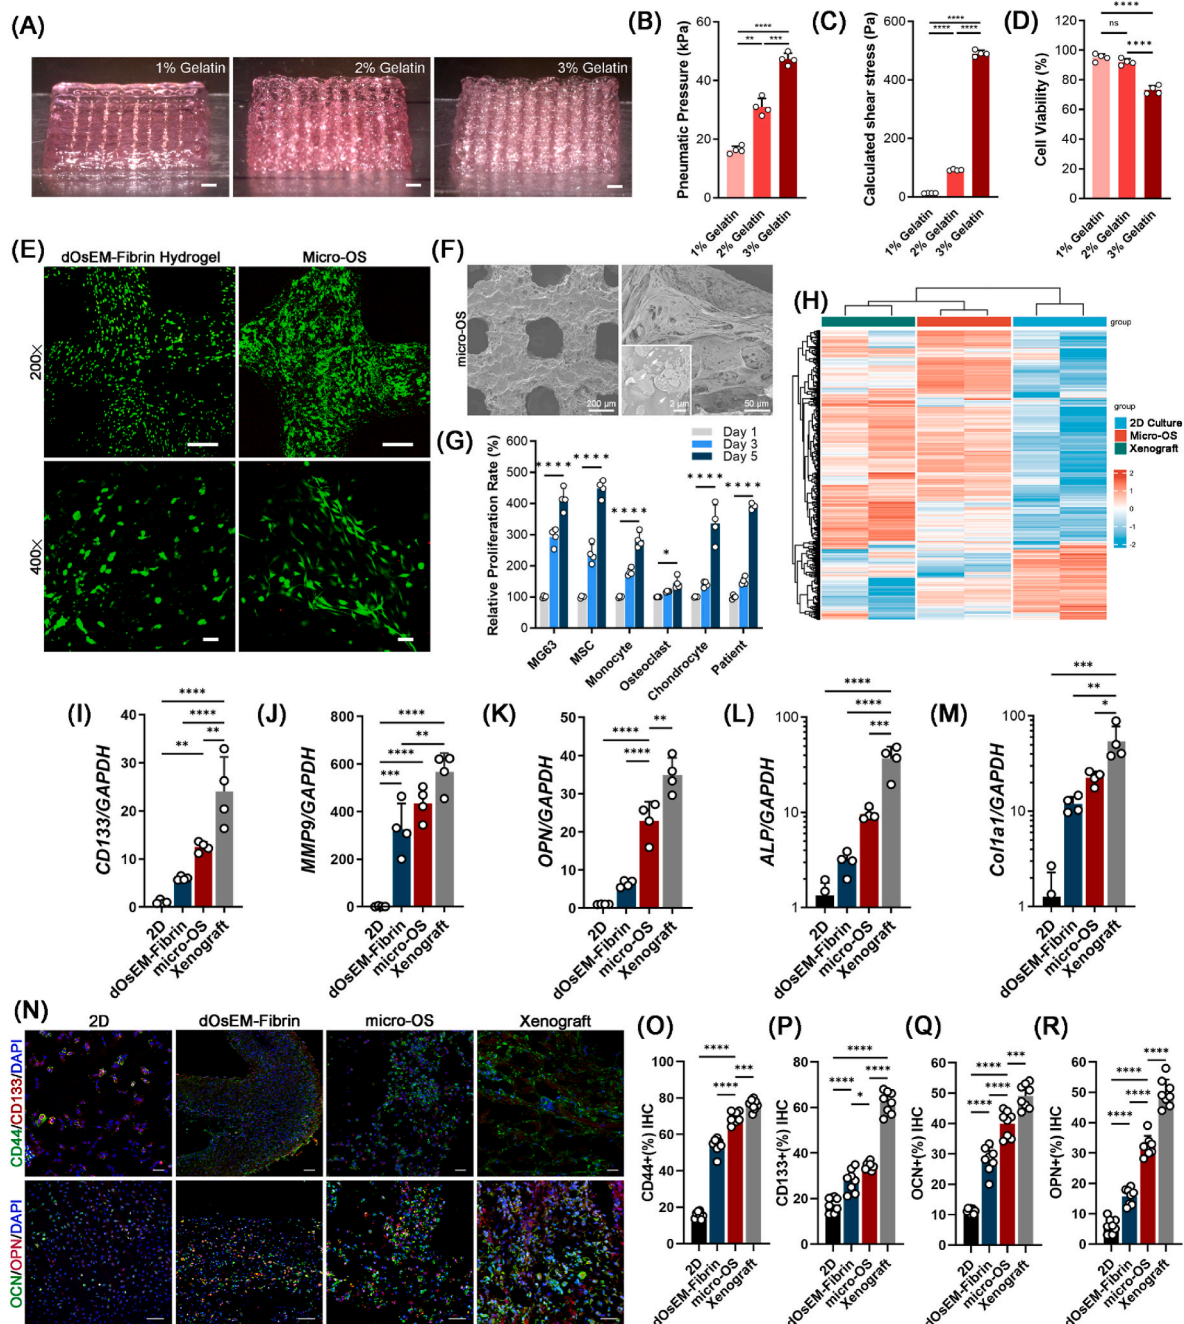 (A)
1% Gelatin
2% Gelatin
3% Gelatin
(B)
Pneumatic Pressure (kPa)
60
40
20
0
****
** ***
1% Gelatin
2% Gelatin
3% Gelatin
(C)
Calculated shear stress (Pa)
600
400
200
0
****
**** ****
1% Gelatin
2% Gelatin
3% Gelatin
(D)
Cell Viability (%)
120
100
80
60
40
20
0
****
ns
****
1% Gelatin
2% Gelatin
3% Gelatin
(E)
dOsEM-Fibrin Hydrogel
Micro-OS
200×
400×
(F)
micro-OS
200 µm
2 µm
50 µm
(G)
Relative Proliferation Rate (%)
600
500
400
300
200
100
0
Day 1
Day 3
Day 5
****
****
****
*
****
****
MG63
MSC
Monocyte
Osteoclast
Chondrocyte
Patient
(H)
group
group
2D Culture
Micro-OS
Xenograft
2
1
0
-1
-2
(I)
CD133/GAPDH
40
30
20
10
0
****
****
** **
2D
dOsEM-Fibrin
micro-OS
Xenograft
(J)
MMP9/GAPDH
800
600
400
200
0
****
**
****
***
2D
dOsEM-Fibrin
micro-OS
Xenograft
(K)
OPN/GAPDH
50
40
30
20
10
0
**
****
****
2D
dOsEM-Fibrin
micro-OS
Xenograft
(L)
ALP/GAPDH
100
10
1
****
****
***
2D
dOsEM-Fibrin
micro-OS
Xenograft
(M)
Col1a1/GAPDH
100
10
1
***
**
*
2D
dOsEM-Fibrin
micro-OS
Xenograft
(N)
2D
dOsEM-Fibrin
micro-OS
Xenograft
CD44/CD133/DAPI
OCN/OPN/DAPI
(O)
CD44+(%) IHC
100
80
60
40
20
0
****
***
****
2D
dOsEM-Fibrin
micro-OS
Xenograft
(P)
CD133+(%) IHC
80
60
40
20
0
****
****
****
*
2D
dOsEM-Fibrin
micro-OS
Xenograft
(Q)
OCN+(%) IHC
60
50
40
30
20
10
0
***
****
****
****
2D
dOsEM-Fibrin
micro-OS
Xenograft
(R)
OPN+(%) IHC
60
50
40
30
20
10
0
****
****
****
****
2D
dOsEM-Fibrin
micro-OS
Xenograft